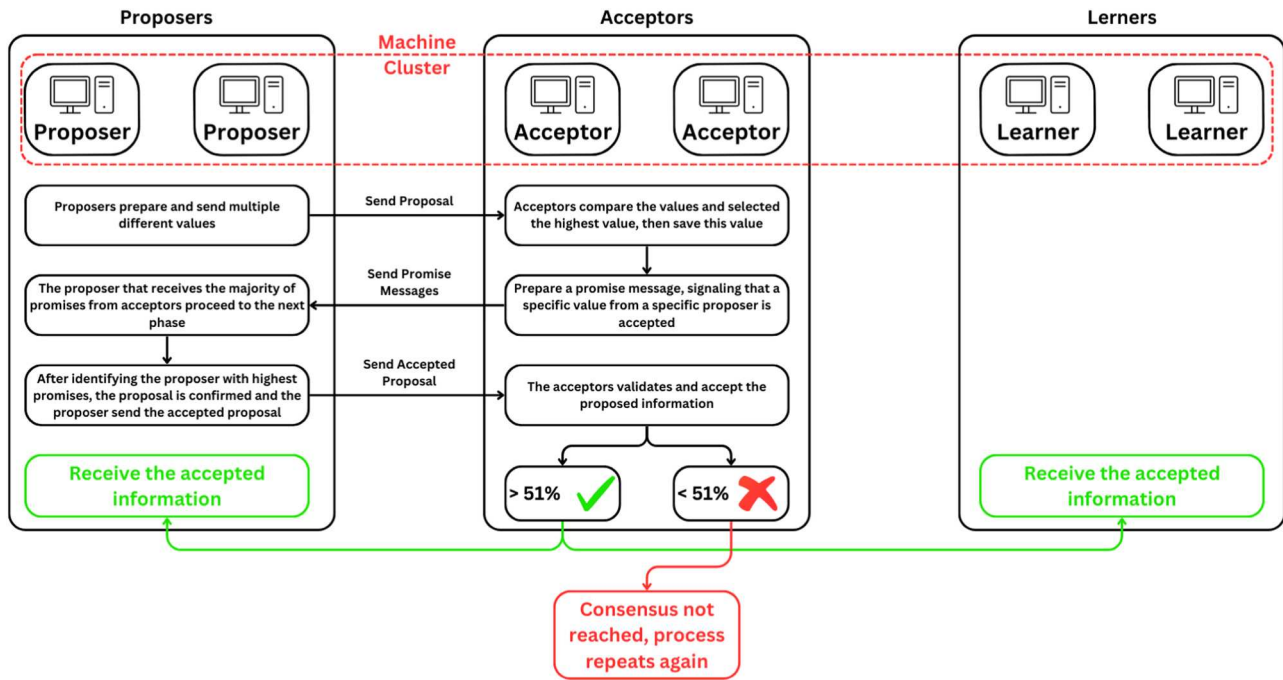 Proposers
Acceptors
Lerners
Machine
Cluster
Proposer
Proposer
Acceptor
Acceptor
Learner
Learner
Proposers prepare and send multiple
different values
Send Proposal
Acceptors compare the values and selected
the highest value, then save this value
The proposer that receives the majority of
promises from acceptors proceed to the next
phase
Send Promise
Messages
Prepare a promise message, signaling that a
specific value from a specific proposer is
accepted
After identifying the proposer with highest
promises, the proposal is confirmed and the
proposer send the accepted proposal
Send Accepted
Proposal
The acceptors validates and accept the
proposed information
Receive the accepted
information
> 51%
< 51%
Receive the accepted
information
Consensus not
reached, process
repeats again